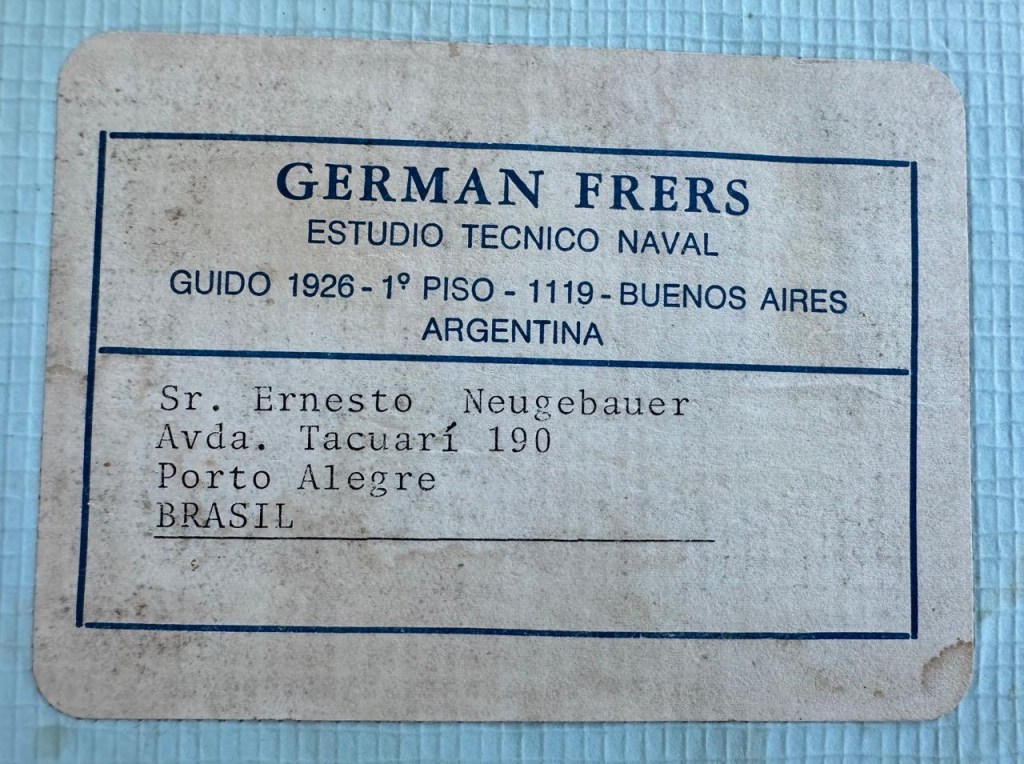 GERMAN FRERS
ESTUDIO TECNICO NAVAL
GUIDO 1926 - 1º PISO - 1119 - BUENOS AIRES
ARGENTINA
Sr. Ernesto Neugebauer
Avda. Tacuarí 190
Porto Alegre
BRASIL